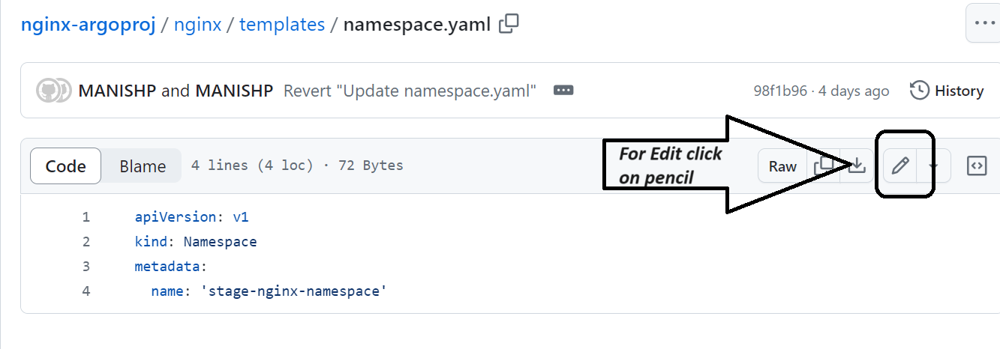 nginx-argoproj / nginx / templates / namespace.yaml
MANISHP and MANISHP Revert "Update namespace.yaml" 98f1b96 · 4 days ago History
Code Blame 4 lines (4 loc) · 72 Bytes Raw
For Edit click
on pencil
1 apiVersion: v1
2 kind: Namespace
3 metadata:
4 name: 'stage-nginx-namespace'